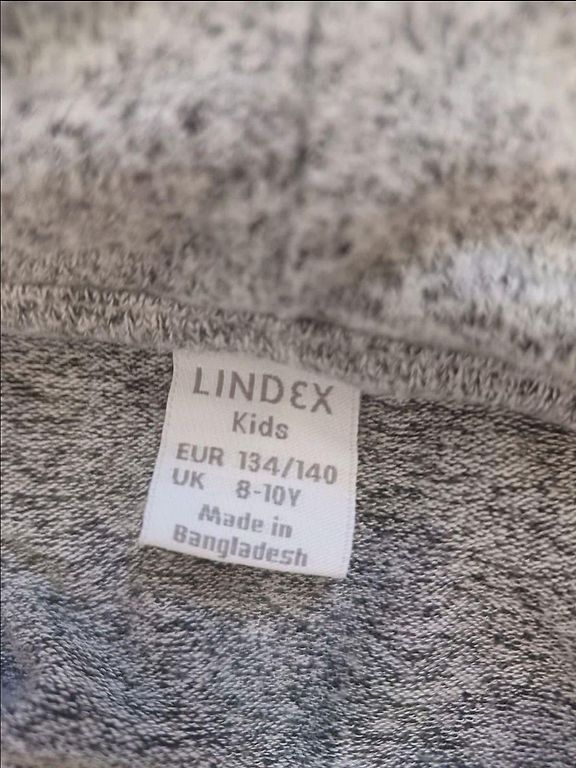 LINDEX
Kids
EUR 134/140
UK 8-10Y
Made in
Bangladesh